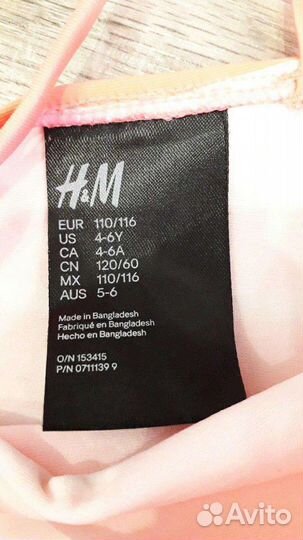 H&M
EUR 110/116
US 4-6Y
CA 4-6A
CN 120/60
MX 110/116
AUS 5-6
Made in Bangladesh
Fabriqué en Bangladesh
Hecho en Bangladesh
O/N 153415
P/N 0711139 9
Avito